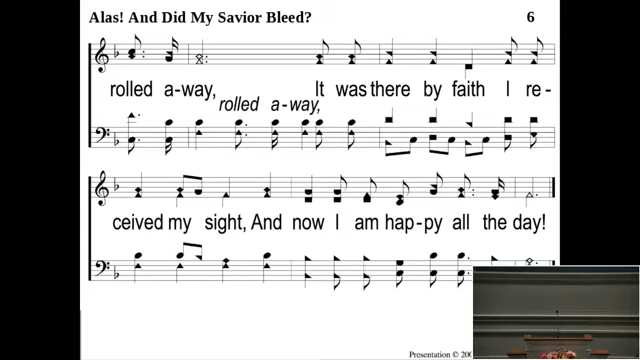 Alas! And Did My Savior Bleed? 6
rolled a-way, It was there by faith I re-
rolled a-way,
ceived my sight, And now I am hap-py all the day!
Presentation © 200